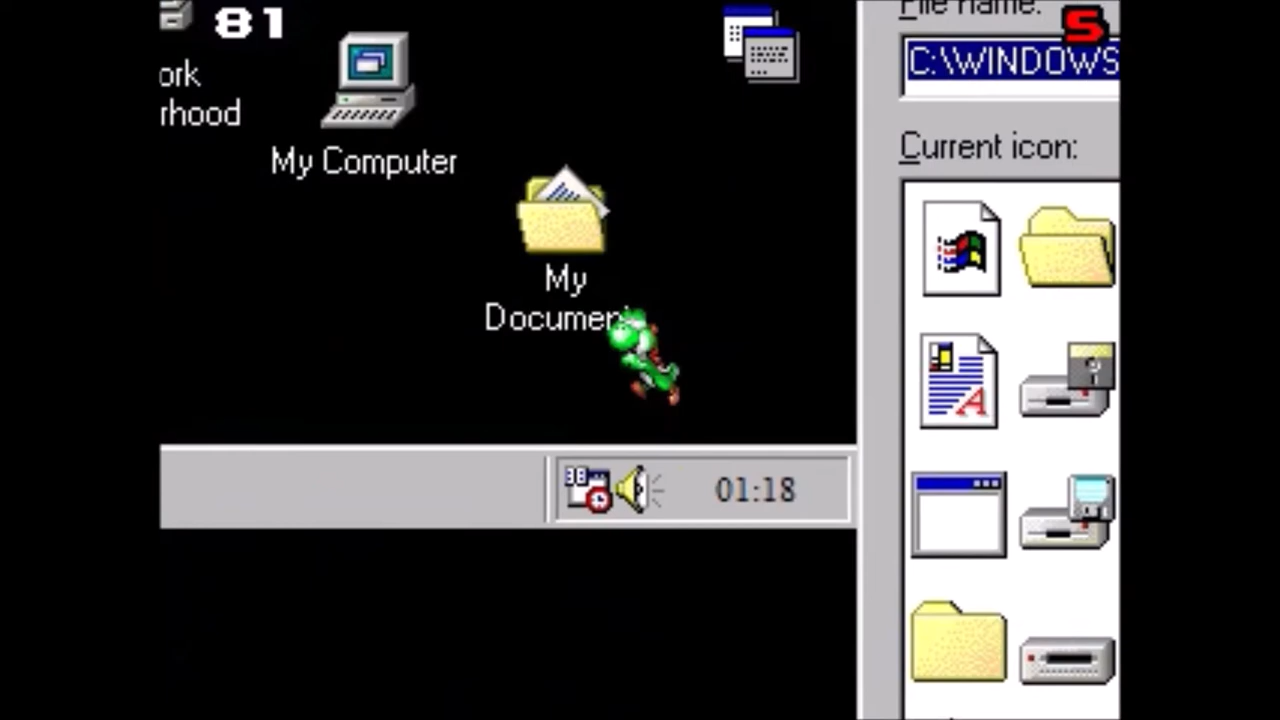 81
File name:
S
C:\WINDOWS
ork
rhood
My Computer
Current icon:
My
Documen
01:18